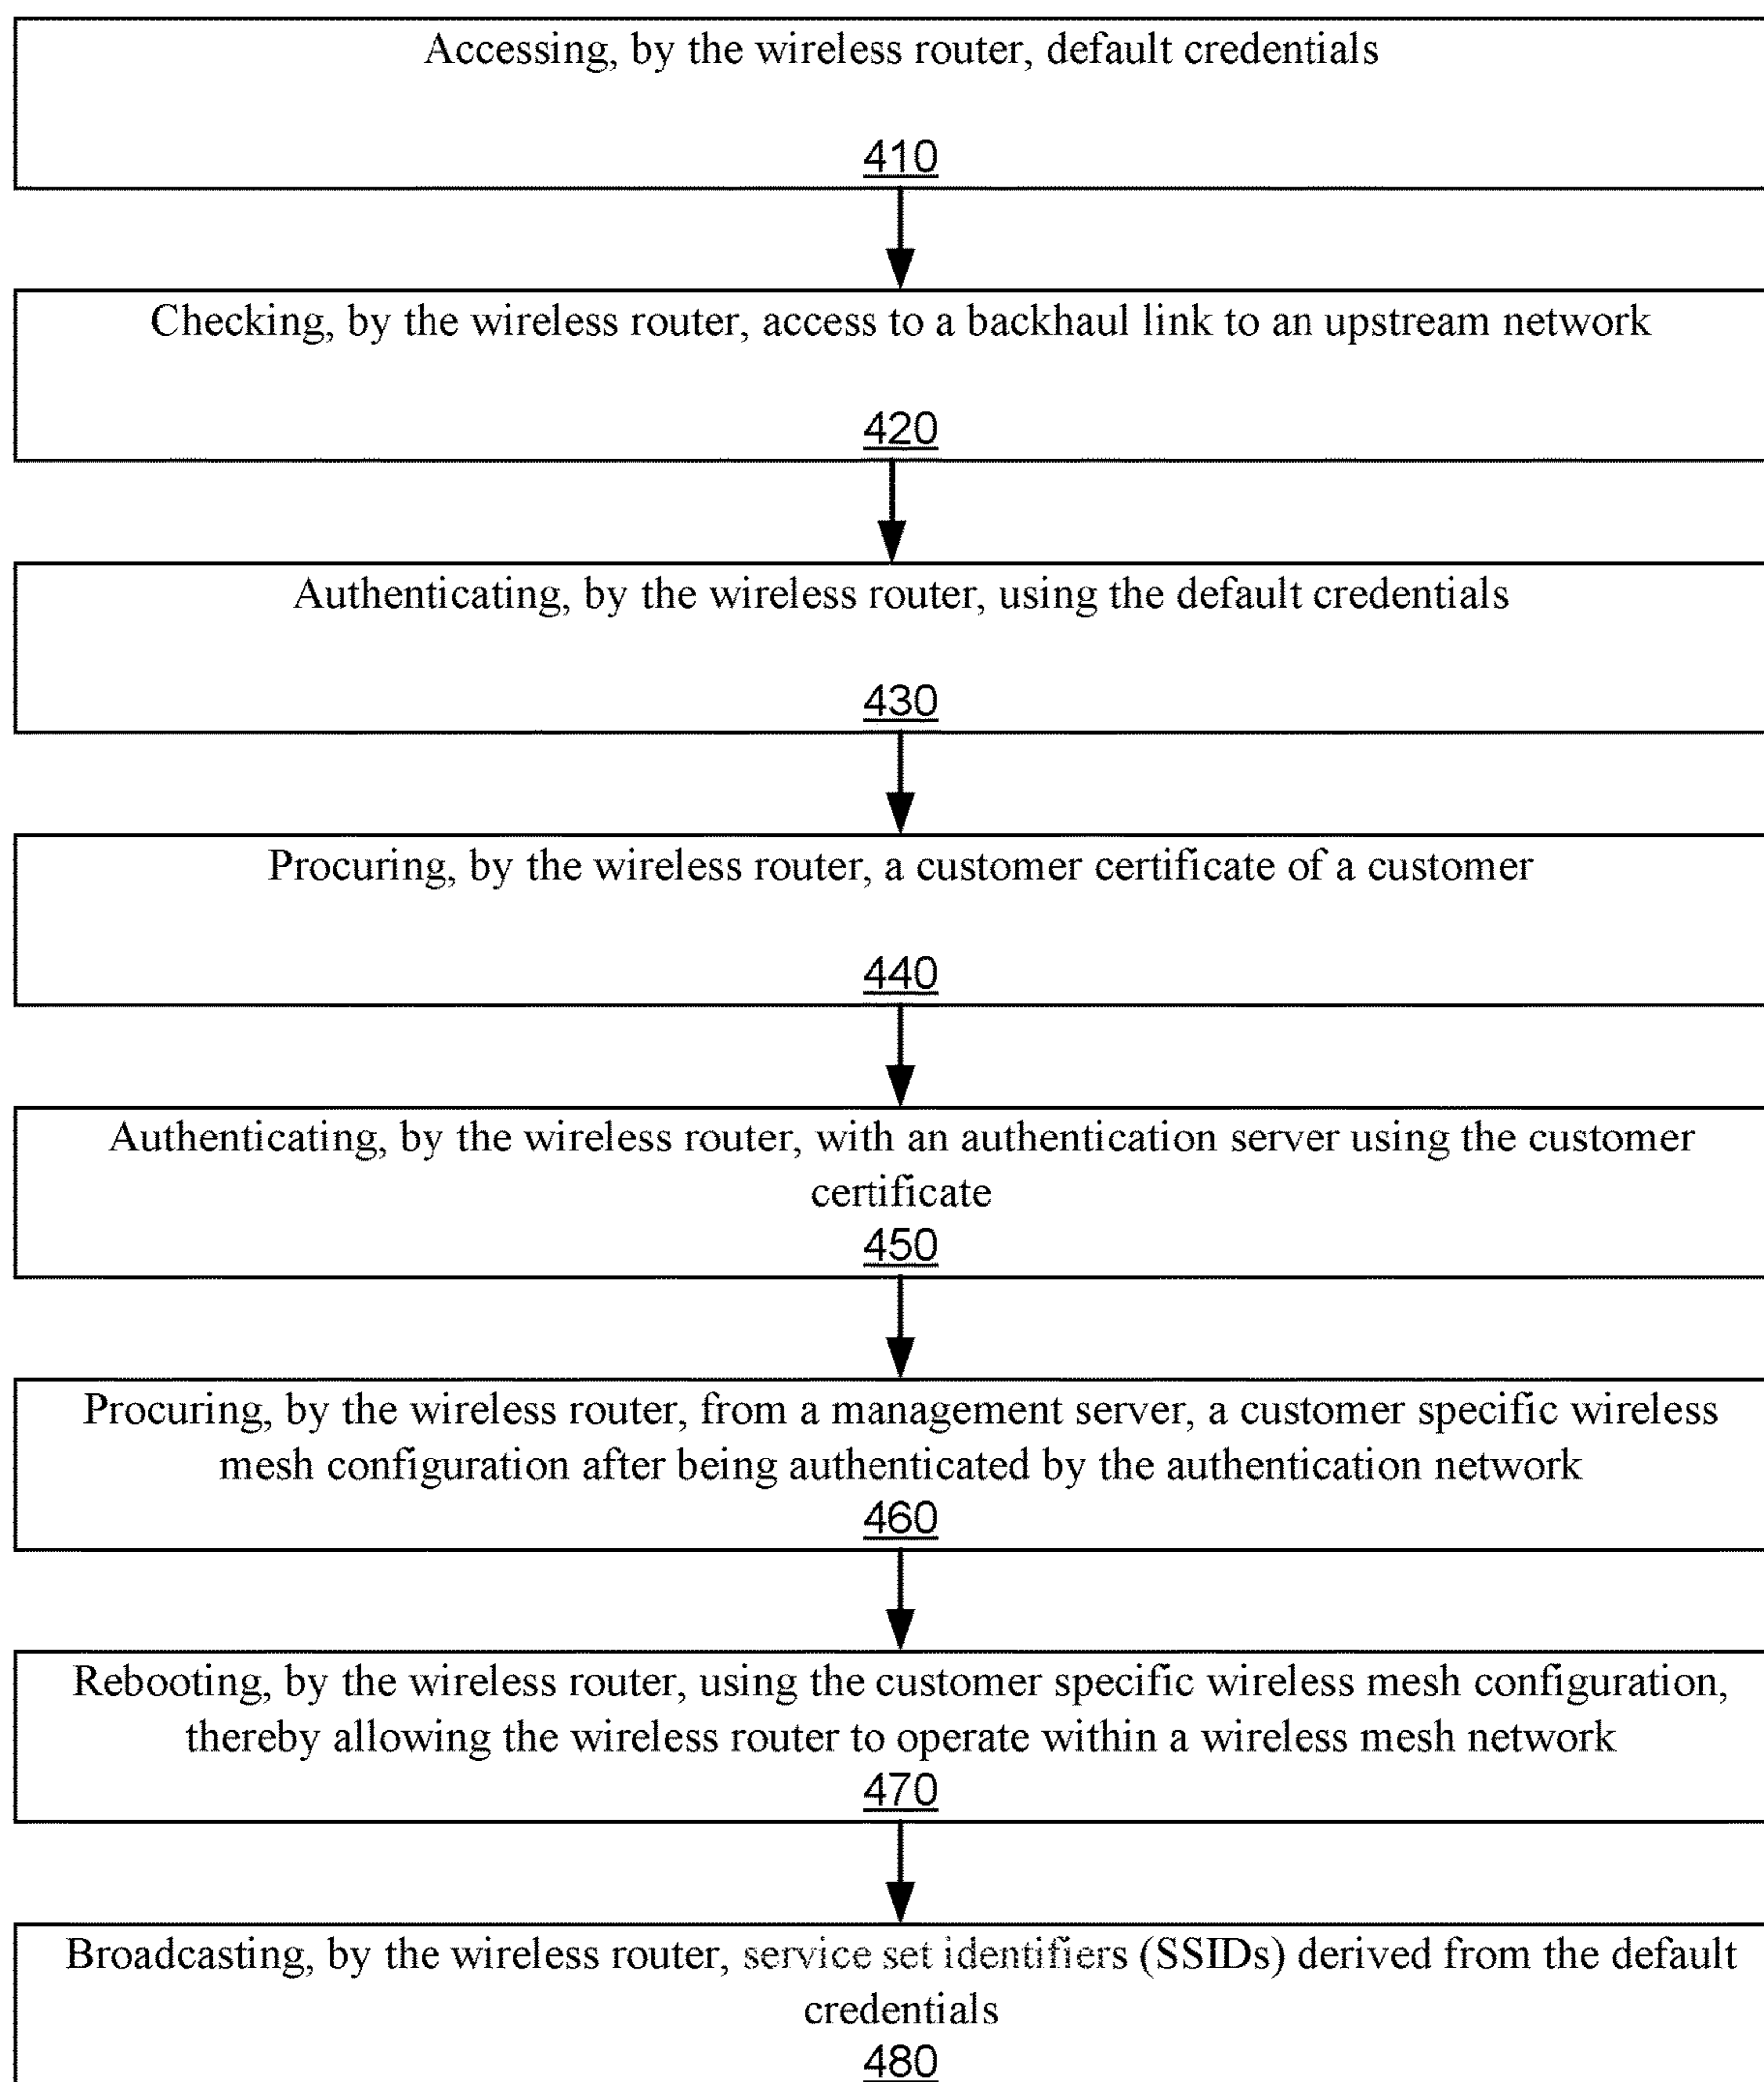 Accessing, by the wireless router, default credentials
410
Checking, by the wireless router, access to a backhaul link to an upstream network
420
Authenticating, by the wireless router, using the default credentials
430
Procuring, by the wireless router, a customer certificate of a customer
440
Authenticating, by the wireless router, with an authentication server using the customer
certificate
450
Procuring, by the wireless router, from a management server, a customer specific wireless
mesh configuration after being authenticated by the authentication network
460
Rebooting, by the wireless router, using the customer specific wireless mesh configuration,
thereby allowing the wireless router to operate within a wireless mesh network
470
Broadcasting, by the wireless router, service set identifiers (SSIDs) derived from the default
credentials
480